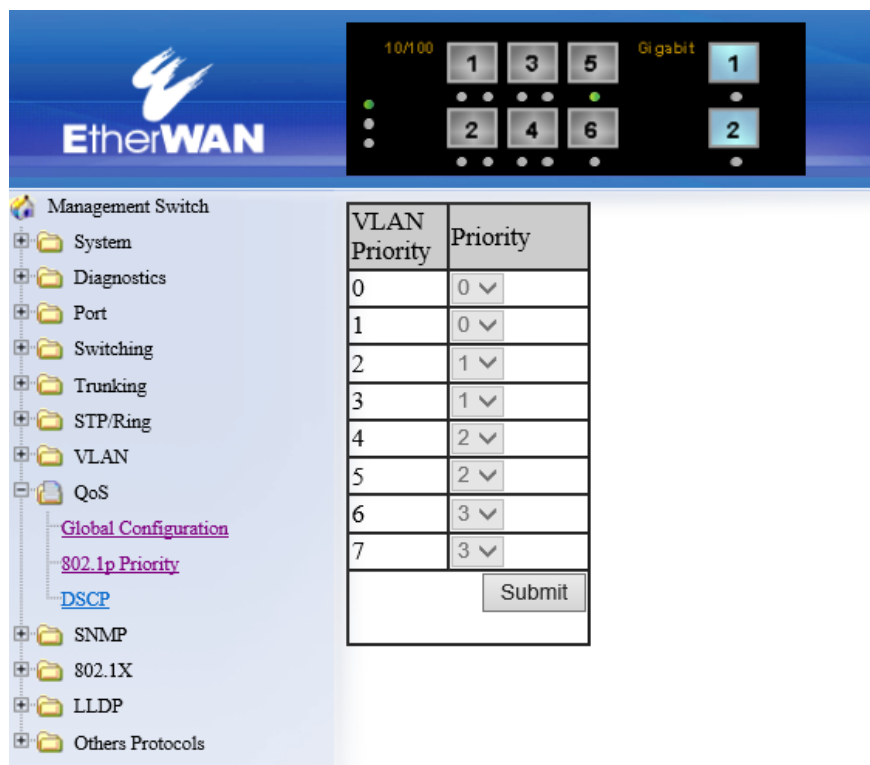 EtherWAN
10/100
1 3 5
Gigabit
1
2 4 6
2
Management Switch
System
Diagnostics
Port
Switching
Trunking
STP/Ring
VLAN
QoS
Global Configuration
802.1p Priority
DSCP
SNMP
802.1X
LLDP
Others Protocols
VLAN Priority
Priority
0 0
1 0
2 1
3 1
4 2
5 2
6 3
7 3
Submit